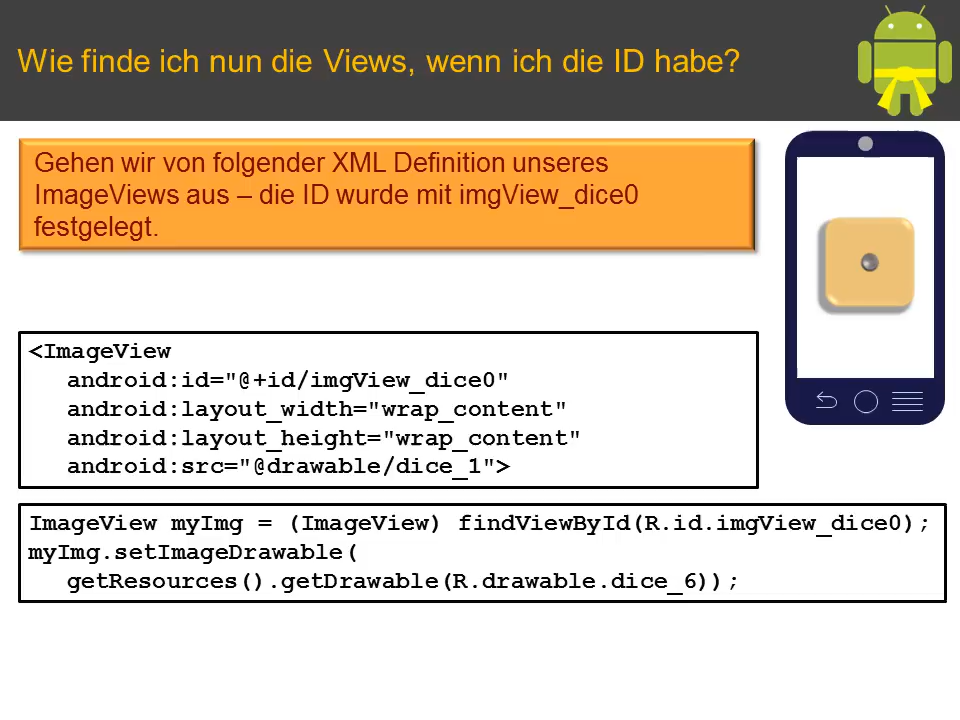 Wie finde ich nun die Views, wenn ich die ID habe?
Gehen wir von folgender XML Definition unseres
ImageViews aus – die ID wurde mit imgView_dice0
festgelegt.
<ImageView
android:id="@+id/imgView_dice0"
android:layout_width="wrap_content"
android:layout_height="wrap_content"
android:src="@drawable/dice_1">
ImageView myImg = (ImageView) findViewById(R.id.imgView_dice0);
myImg.setImageDrawable(
getResources().getDrawable(R.drawable.dice_6));